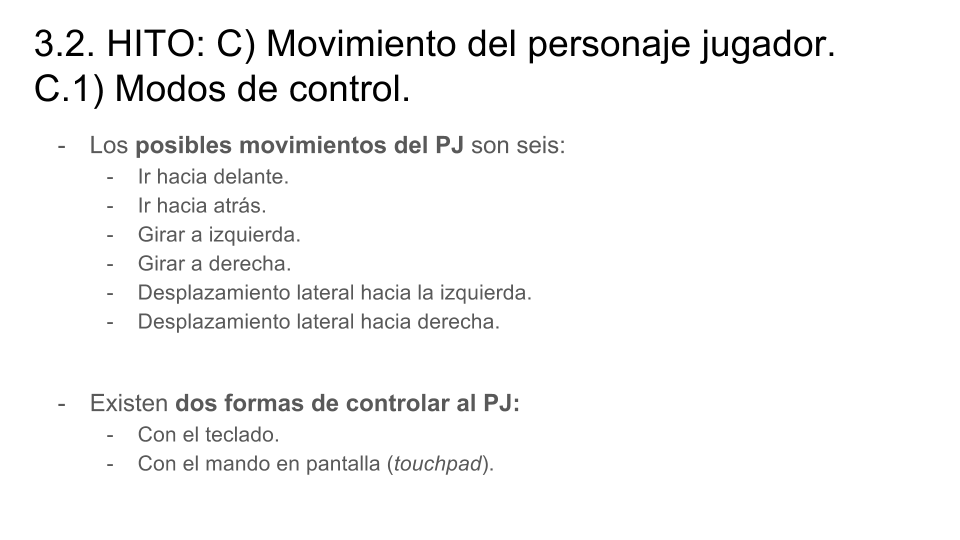 3.2. HITO: C) Movimiento del personaje jugador.
C.1) Modos de control.
- Los posibles movimientos del PJ son seis:
- Ir hacia delante.
- Ir hacia atrás.
- Girar a izquierda.
- Girar a derecha.
- Desplazamiento lateral hacia la izquierda.
- Desplazamiento lateral hacia derecha.
- Existen dos formas de controlar al PJ:
- Con el teclado.
- Con el mando en pantalla (touchpad).